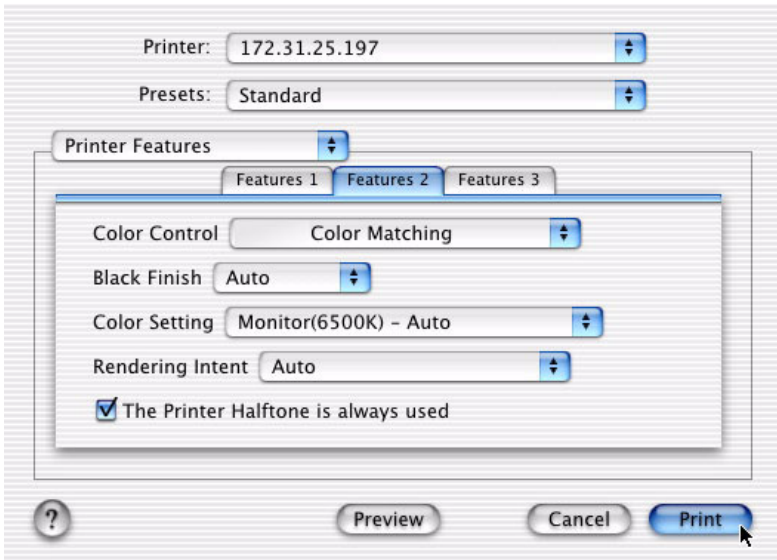 Printer: 172.31.25.197
Presets: Standard
Printer Features
Features 1 Features 2 Features 3
Color Control Color Matching
Black Finish Auto
Color Setting Monitor(6500K) – Auto
Rendering Intent Auto
The Printer Halftone is always used
? Preview Cancel Print